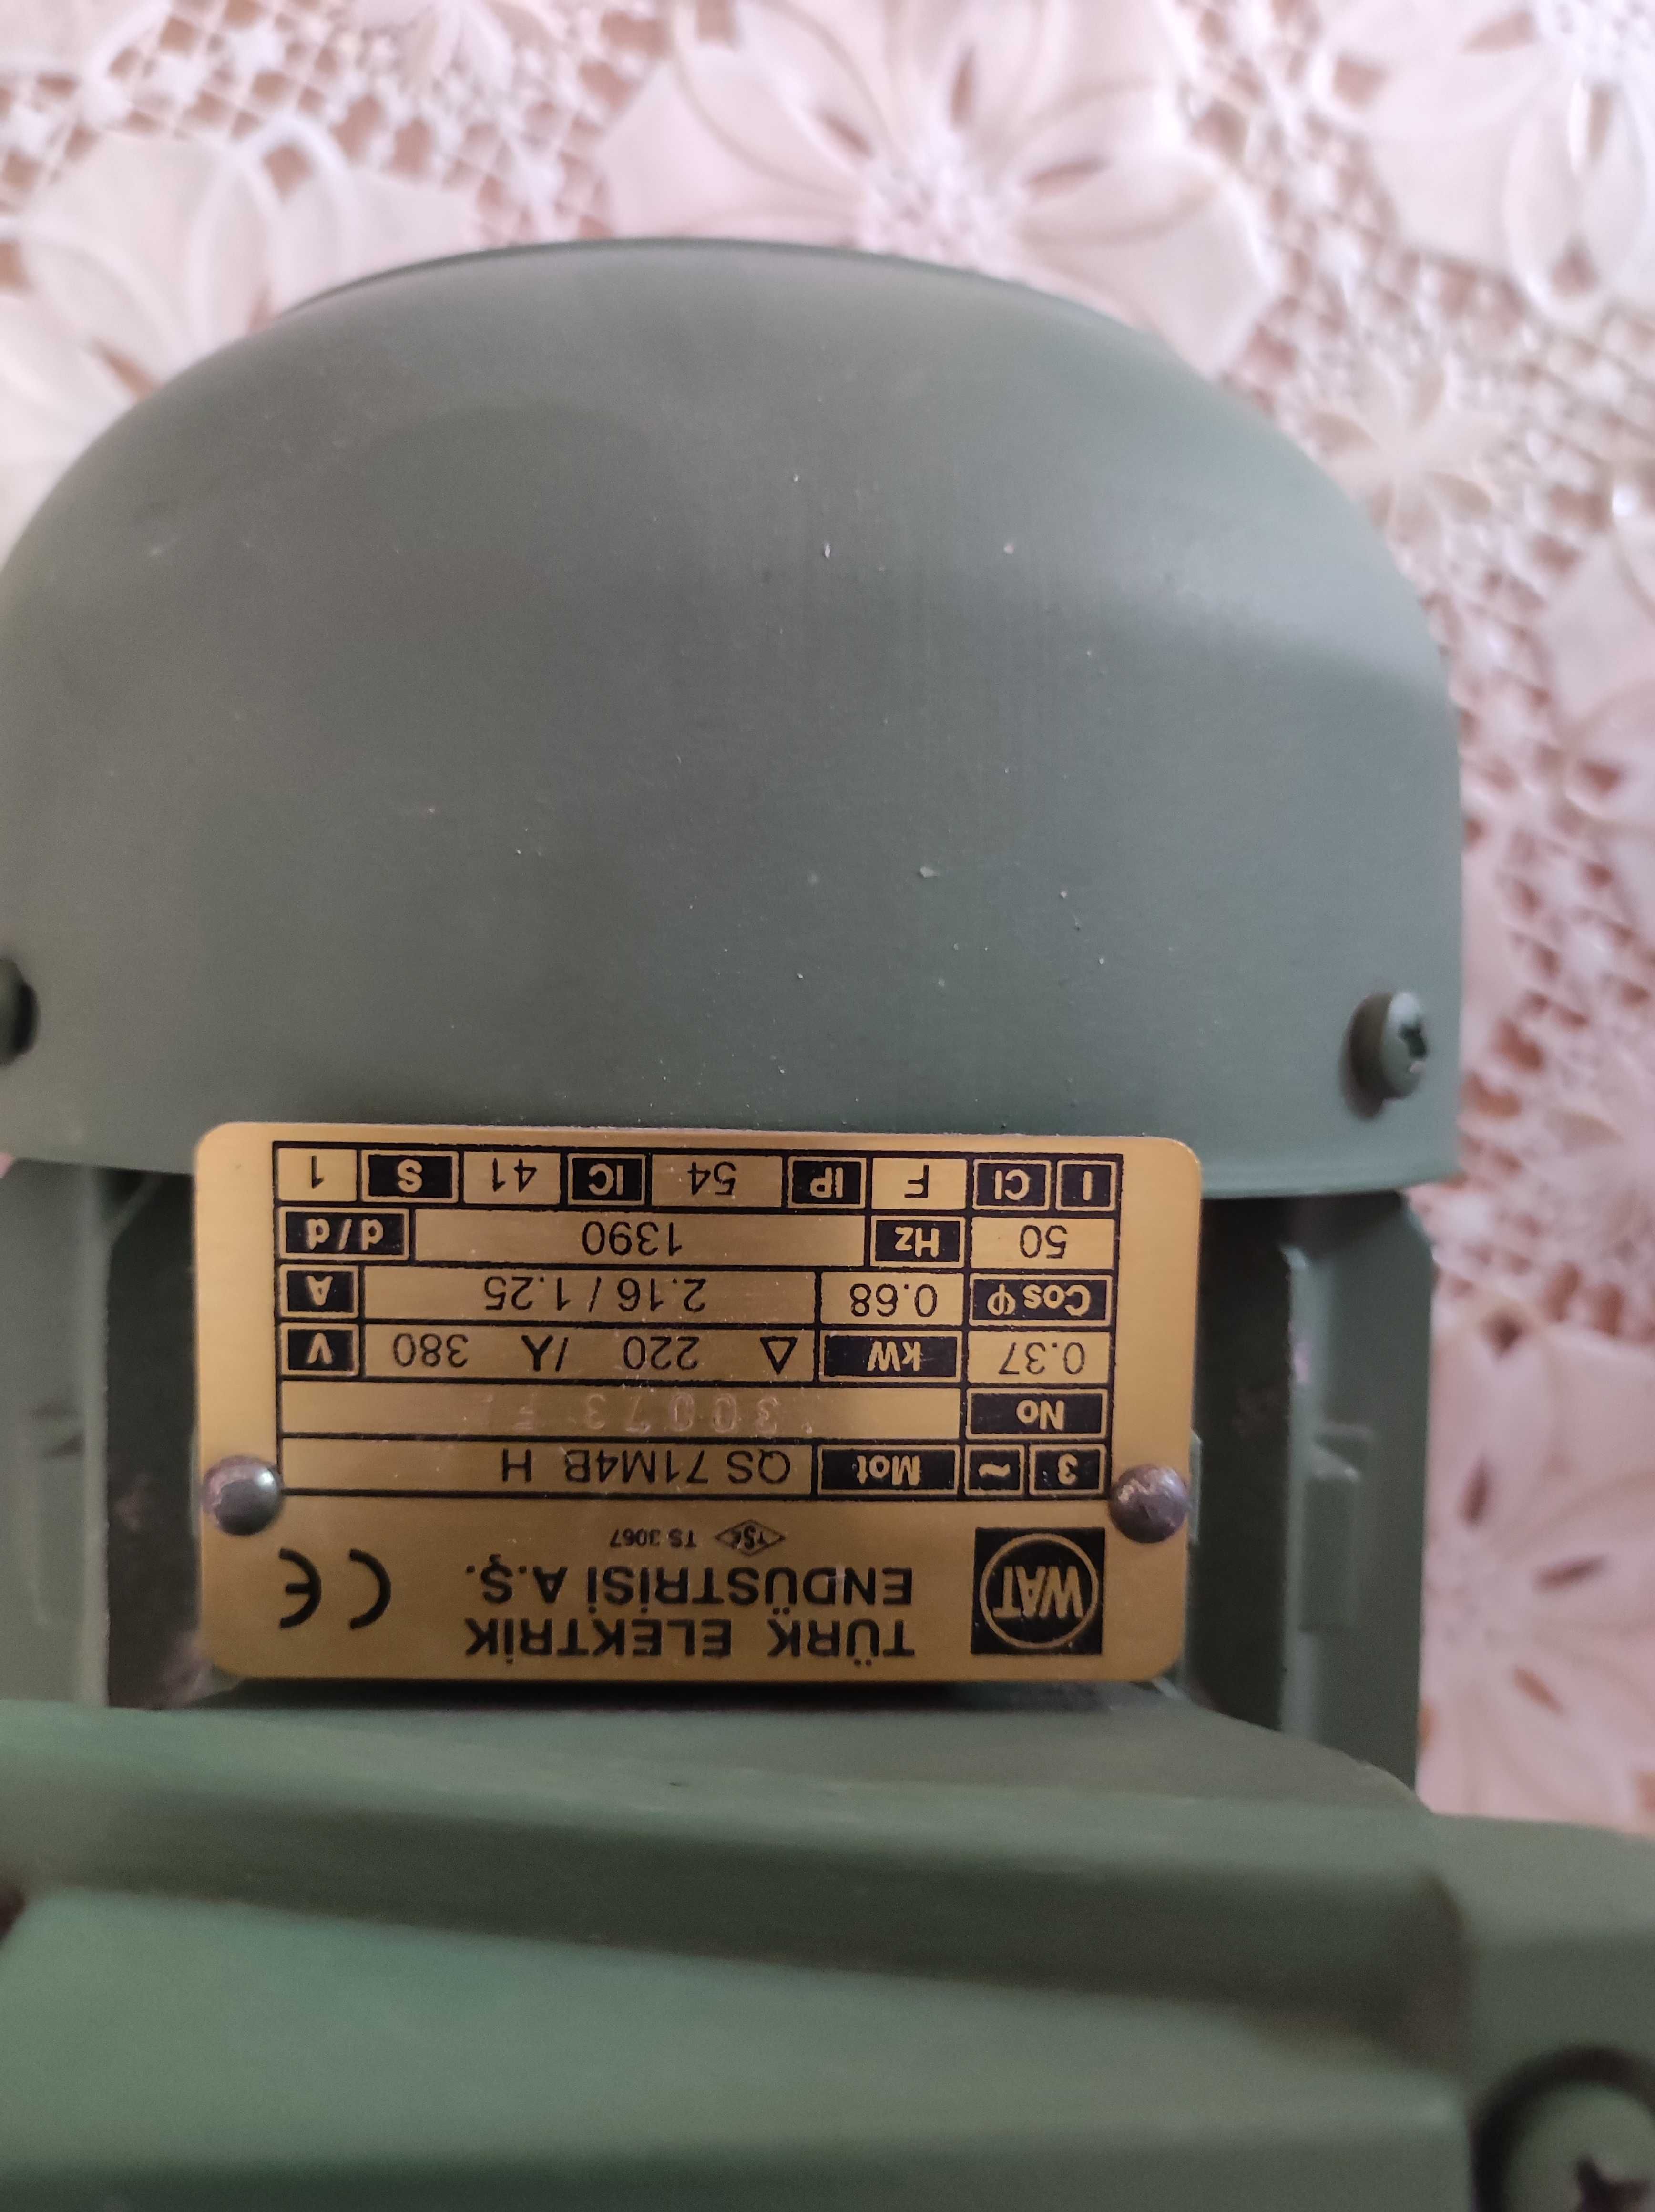 WAT
TÜRK ELEKTRİK
ENDÜSTRİSİ A.Ş.
CE
TSE TS 3067
3 ~ Mot QS 71M4B H
No
0.37 kW Δ 220 /Y 380 V
Cosφ 0.68 2.16 / 1.25 A
50 Hz 1390 d/d
I Cl F IP 54 IC 41 S 1